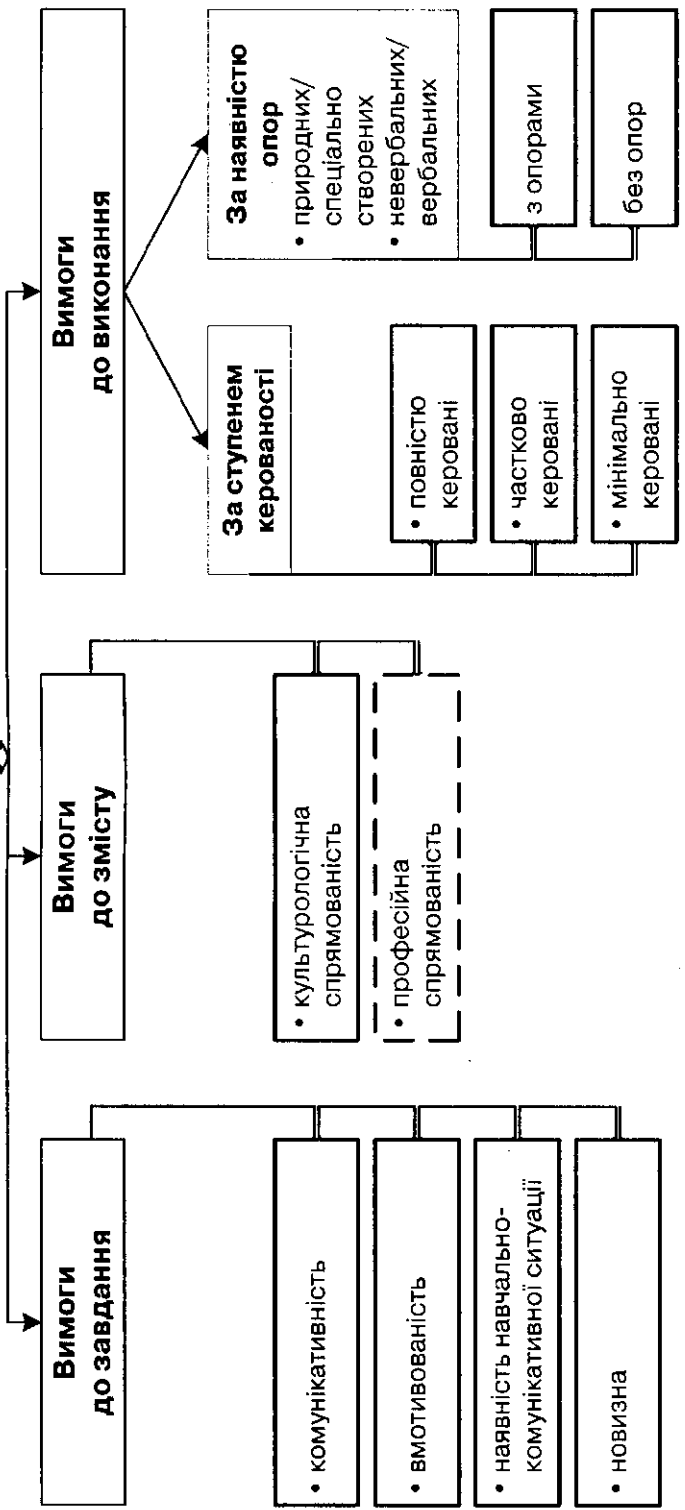 Вимоги
до завдання
• комунікативність
• вмотивованість
• наявність навчально-
комунікативної ситуації
• новизна
Вимоги
до змісту
• культурологічна
спрямованість
• професійна
спрямованість
Вимоги
до виконання
За ступенем
керованості
• повністю
керовані
• частково
керовані
• мінімально
керовані
За наявністю
опор
• природних/
спеціально
створених
• невербальних/
вербальних
з опорами
без опор